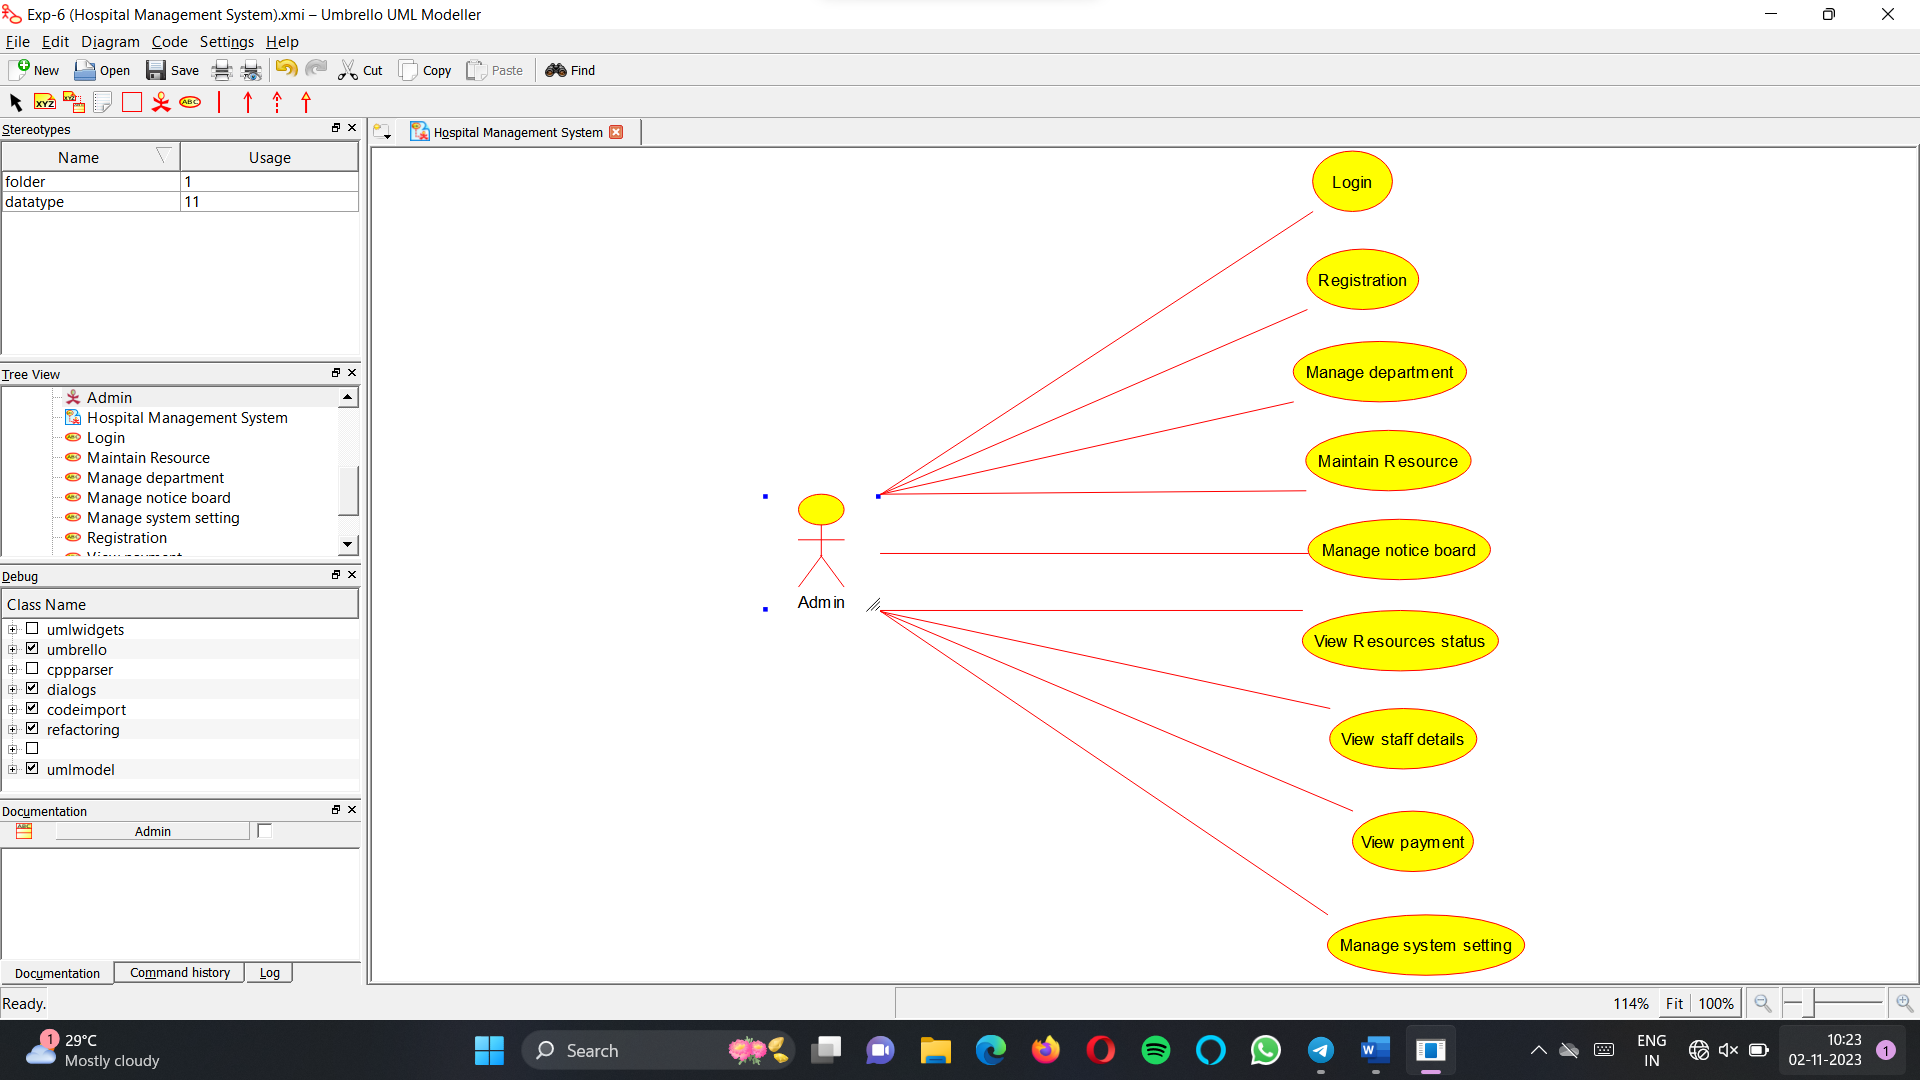 Exp-6 (Hospital Management System).xmi – Umbrello UML Modeller
File Edit Diagram Code Settings Help
New Open Save Cut Copy Paste Find
XYZ XYZ ABC
Stereotypes
Name Usage
folder 1
datatype 11
Tree View
Admin
Hospital Management System
Login
Maintain Resource
Manage department
Manage notice board
Manage system setting
Registration
View payment
Debug
Class Name
umlwidgets
umbrello
cppparser
dialogs
codeimport
refactoring
umlmodel
Documentation
Admin
Documentation Command history Log
Hospital Management System
Login
Registration
Manage department
Maintain Resource
Manage notice board
Admin
View Resources status
View staff details
View payment
Manage system setting
Ready.
114% Fit 100%
1
29°C
Mostly cloudy
Search
ENG
IN
10:23
02-11-2023
1